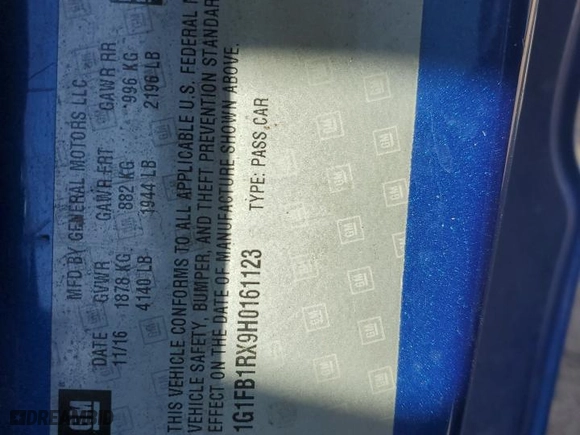 MFD BY GENERAL MOTORS LLC
DATE GVWR GAWR FRT GAWR RR
11/16 1878 KG 882 KG 996 KG
4140 LB 1944 LB 2196 LB
THIS VEHICLE CONFORMS TO ALL APPLICABLE U.S. FEDERAL
VEHICLE SAFETY, BUMPER, AND THEFT PREVENTION STANDAR
EFFECT ON THE DATE OF MANUFACTURE SHOWN ABOVE.
1G1FB1RX9H0161123 TYPE: PASS CAR
GM
DREAMBID